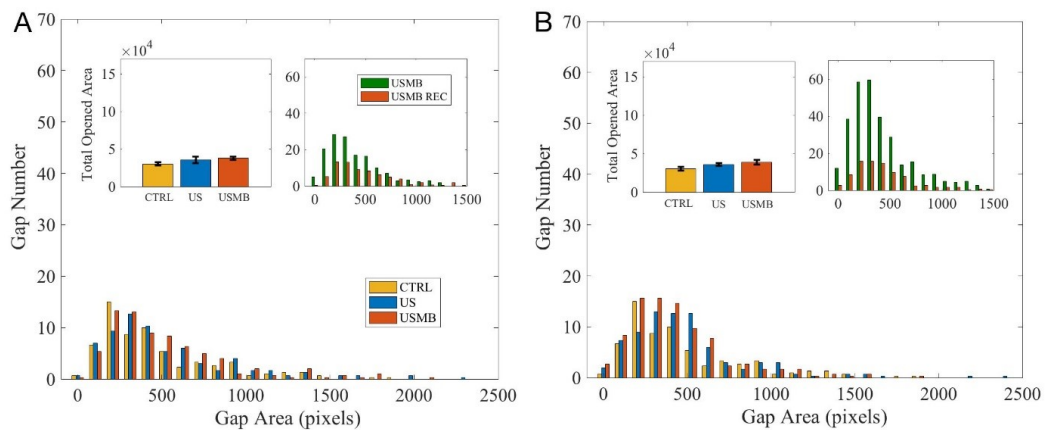 A
B
70
60
50
40
30
20
10
0
Gap Number
0 500 1000 1500 2000 2500
Gap Area (pixels)
×10⁴
15
10
5
0
Total Opened Area
CTRL US USMB
60
40
20
0
0 500 1000 1500
USMB
USMB REC
CTRL
US
USMB
70
60
50
40
30
20
10
0
Gap Number
0 500 1000 1500 2000 2500
Gap Area (pixels)
×10⁴
15
10
5
0
Total Opened Area
CTRL US USMB
60
40
20
0
0 500 1000 1500